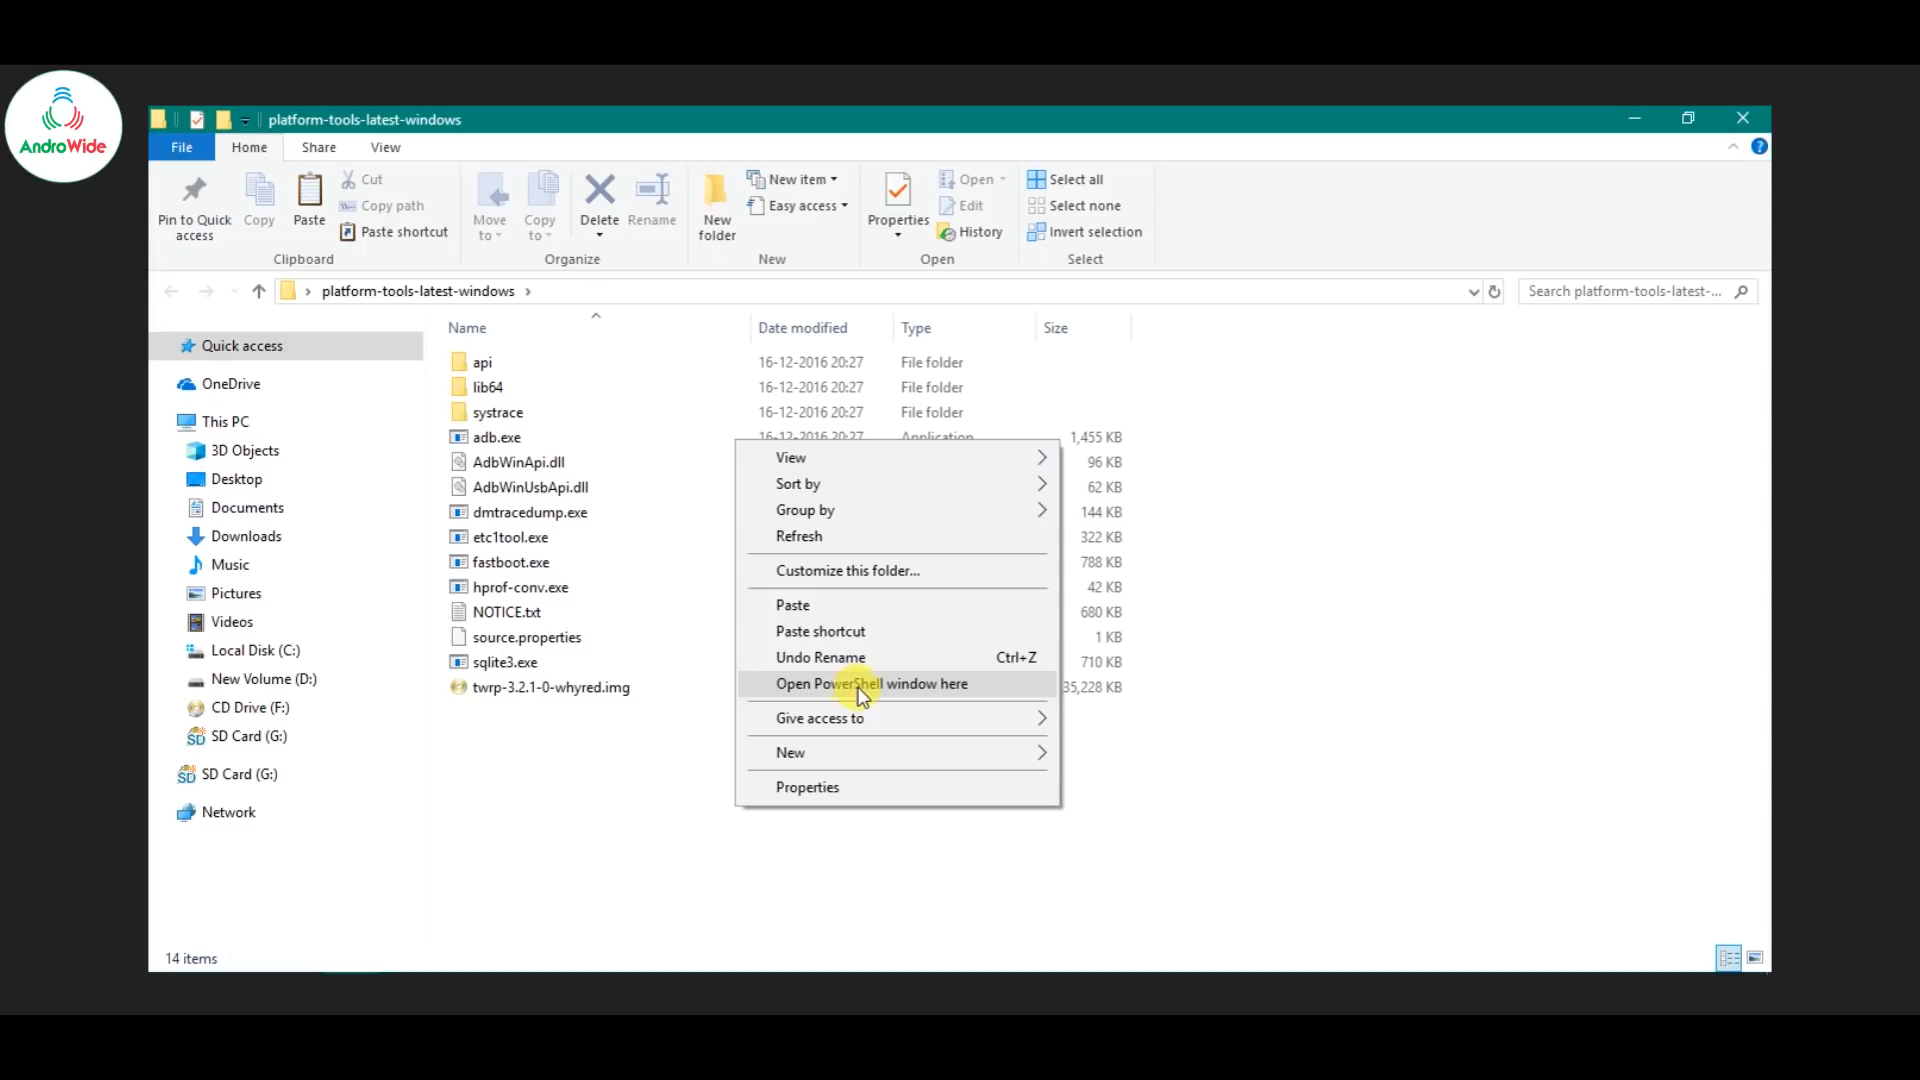 AndroWide
platform-tools-latest-windows
File Home Share View
Pin to Quick access
Copy
Paste
Cut
Copy path
Paste shortcut
Clipboard
Move to
Copy to
Delete
Rename
Organize
New folder
New item
Easy access
New
Properties
Open
Edit
History
Open
Select all
Select none
Invert selection
Select
platform-tools-latest-windows
Search platform-tools-latest-...
Quick access
OneDrive
This PC
3D Objects
Desktop
Documents
Downloads
Music
Pictures
Videos
Local Disk (C:)
New Volume (D:)
CD Drive (F:)
SD Card (G:)
SD Card (G:)
Network
Name Date modified Type Size
api 16-12-2016 20:27 File folder
lib64 16-12-2016 20:27 File folder
systrace 16-12-2016 20:27 File folder
adb.exe 16-12-2016 20:27 Application 1,455 KB
AdbWinApi.dll 96 KB
AdbWinUsbApi.dll 62 KB
dmtracedump.exe 144 KB
etc1tool.exe 322 KB
fastboot.exe 788 KB
hprof-conv.exe 42 KB
NOTICE.txt 680 KB
source.properties 1 KB
sqlite3.exe 710 KB
twrp-3.2.1-0-whyred.img 35,228 KB
View
Sort by
Group by
Refresh
Customize this folder...
Paste
Paste shortcut
Undo Rename Ctrl+Z
Open PowerShell window here
Give access to
New
Properties
14 items